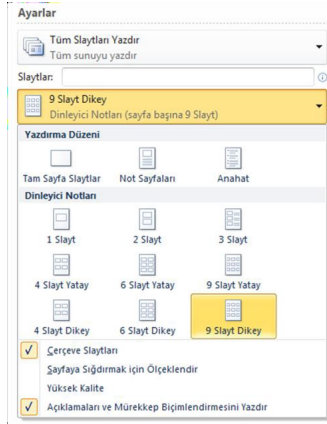 Ayarlar
Tüm Slaytları Yazdır
Tüm sunuyu yazdır
Slaytlar:
9 Slayt Dikey
Dinleyici Notları (sayfa başına 9 Slayt)
Yazdırma Düzeni
Tam Sayfa Slaytlar Not Sayfaları Anahat
Dinleyici Notları
1 Slayt 2 Slayt 3 Slayt
4 Slayt Yatay 6 Slayt Yatay 9 Slayt Yatay
4 Slayt Dikey 6 Slayt Dikey 9 Slayt Dikey
Çerçeve Slaytları
Sayfaya Sığdırmak için Ölçeklendir
Yüksek Kalite
Açıklamaları ve Mürekkep Biçimlendirmesini Yazdır